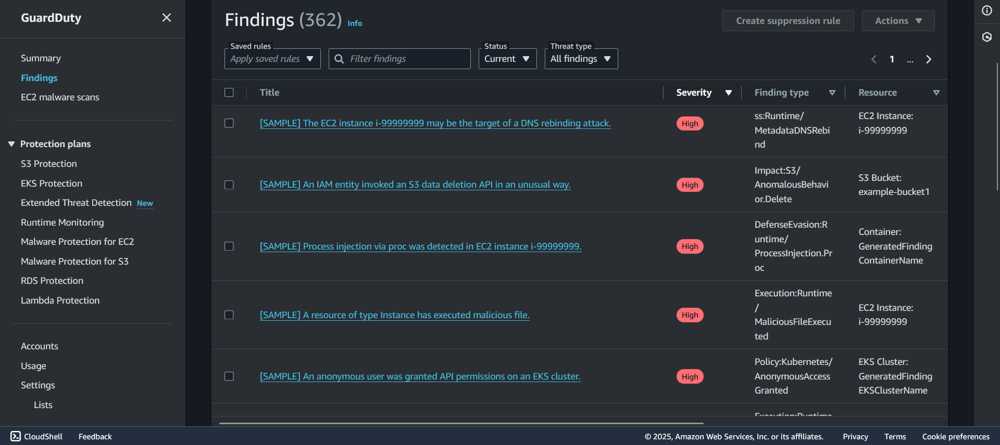 GuardDuty
Summary
Findings
EC2 malware scans
Protection plans
S3 Protection
EKS Protection
Extended Threat Detection New
Runtime Monitoring
Malware Protection for EC2
Malware Protection for S3
RDS Protection
Lambda Protection
Accounts
Usage
Settings
Lists
Findings (362) Info
Create suppression rule
Actions
Saved rules
Apply saved rules
Filter findings
Status
Current
Threat type
All findings
1 ...
Title Severity Finding type Resource
[SAMPLE] The EC2 instance i-99999999 may be the target of a DNS rebinding attack.
High
ss:Runtime/
MetadataDNSRebi
nd
EC2 Instance:
i-99999999
[SAMPLE] An IAM entity invoked an S3 data deletion API in an unusual way.
High
Impact:S3/
AnomalousBehavi
or.Delete
S3 Bucket:
example-bucket1
[SAMPLE] Process injection via proc was detected in EC2 instance i-99999999.
High
DefenseEvasion:R
untime/
ProcessInjection.Pr
oc
Container:
GeneratedFinding
ContainerName
[SAMPLE] A resource of type Instance has executed malicious file.
High
Execution:Runtime
/
MaliciousFileExecu
ted
EC2 Instance:
i-99999999
[SAMPLE] An anonymous user was granted API permissions on an EKS cluster.
High
Policy:Kubernetes/
AnonymousAccess
Granted
EKS Cluster:
GeneratedFinding
EKSClusterName
Execution:Runtime
CloudShell Feedback
© 2025, Amazon Web Services, Inc. or its affiliates. Privacy Terms Cookie preferences